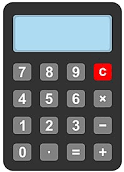 7 8 9 C
4 5 6 ×
1 2 3 -
0 · = +